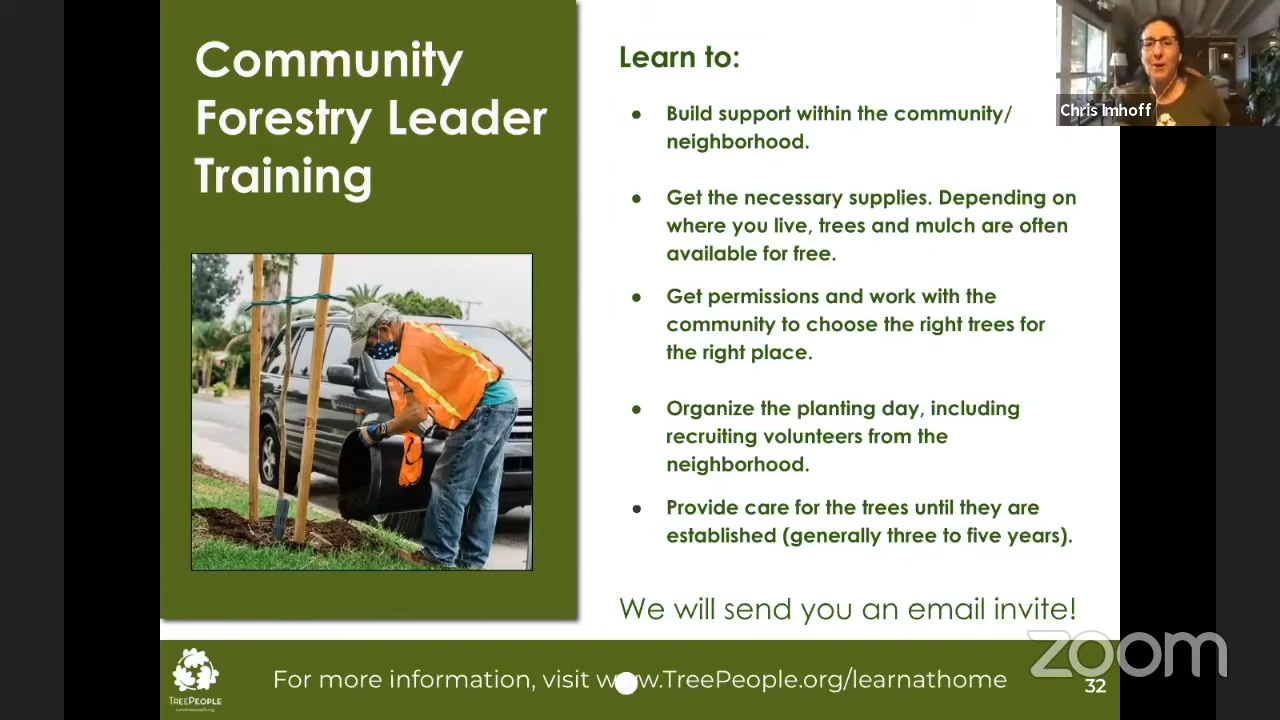 Community
Forestry Leader
Training
Learn to:
● Build support within the community/
neighborhood.
● Get the necessary supplies. Depending on
where you live, trees and mulch are often
available for free.
● Get permissions and work with the
community to choose the right trees for
the right place.
● Organize the planting day, including
recruiting volunteers from the
neighborhood.
● Provide care for the trees until they are
established (generally three to five years).
We will send you an email invite!
Chris Imhoff
TREEPEOPLE
www.treepeople.org
For more information, visit www.TreePeople.org/learnathome
zoom
32